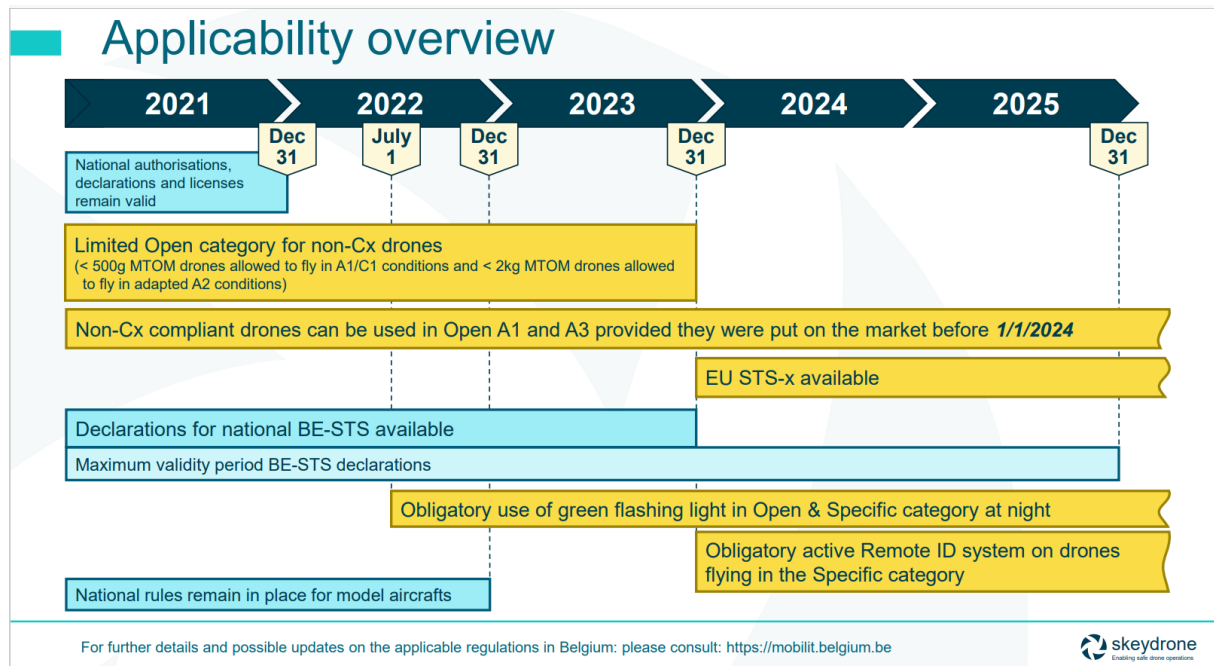 Applicability overview
2021
2022
2023
2024
2025
Dec
31
July
1
Dec
31
Dec
31
Dec
31
National authorisations,
declarations and licenses
remain valid
Limited Open category for non-Cx drones
(< 500g MTOM drones allowed to fly in A1/C1 conditions and < 2kg MTOM drones allowed
to fly in adapted A2 conditions)
Non-Cx compliant drones can be used in Open A1 and A3 provided they were put on the market before 1/1/2024
EU STS-x available
Declarations for national BE-STS available
Maximum validity period BE-STS declarations
Obligatory use of green flashing light in Open & Specific category at night
Obligatory active Remote ID system on drones
flying in the Specific category
National rules remain in place for model aircrafts
For further details and possible updates on the applicable regulations in Belgium: please consult: https://mobilit.belgium.be
skeydrone
Enabling safe drone operations